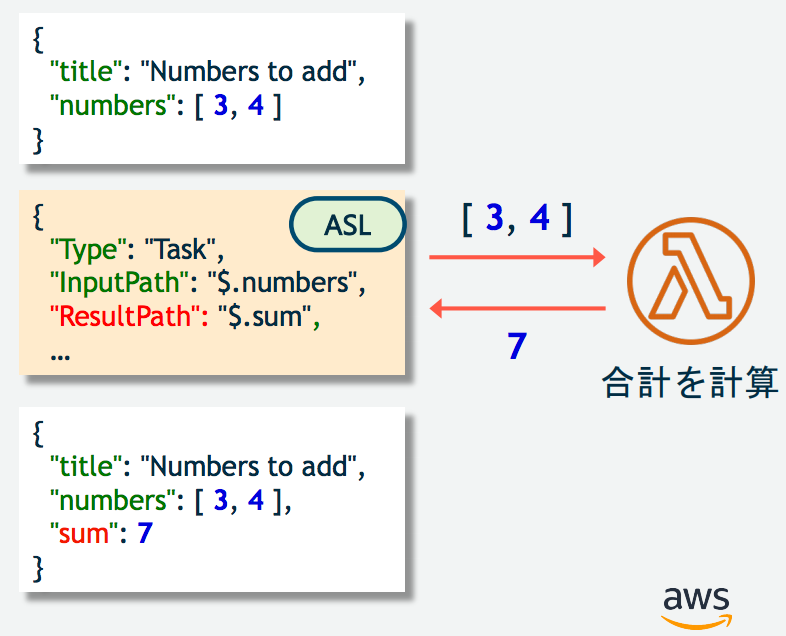 {
"title": "Numbers to add",
"numbers": [ 3, 4 ]
}
{
ASL
"Type": "Task",
"InputPath": "$.numbers",
"ResultPath": "$.sum",
...
[ 3, 4 ]
7
合計を計算
{
"title": "Numbers to add",
"numbers": [ 3, 4 ],
"sum": 7
}
aws